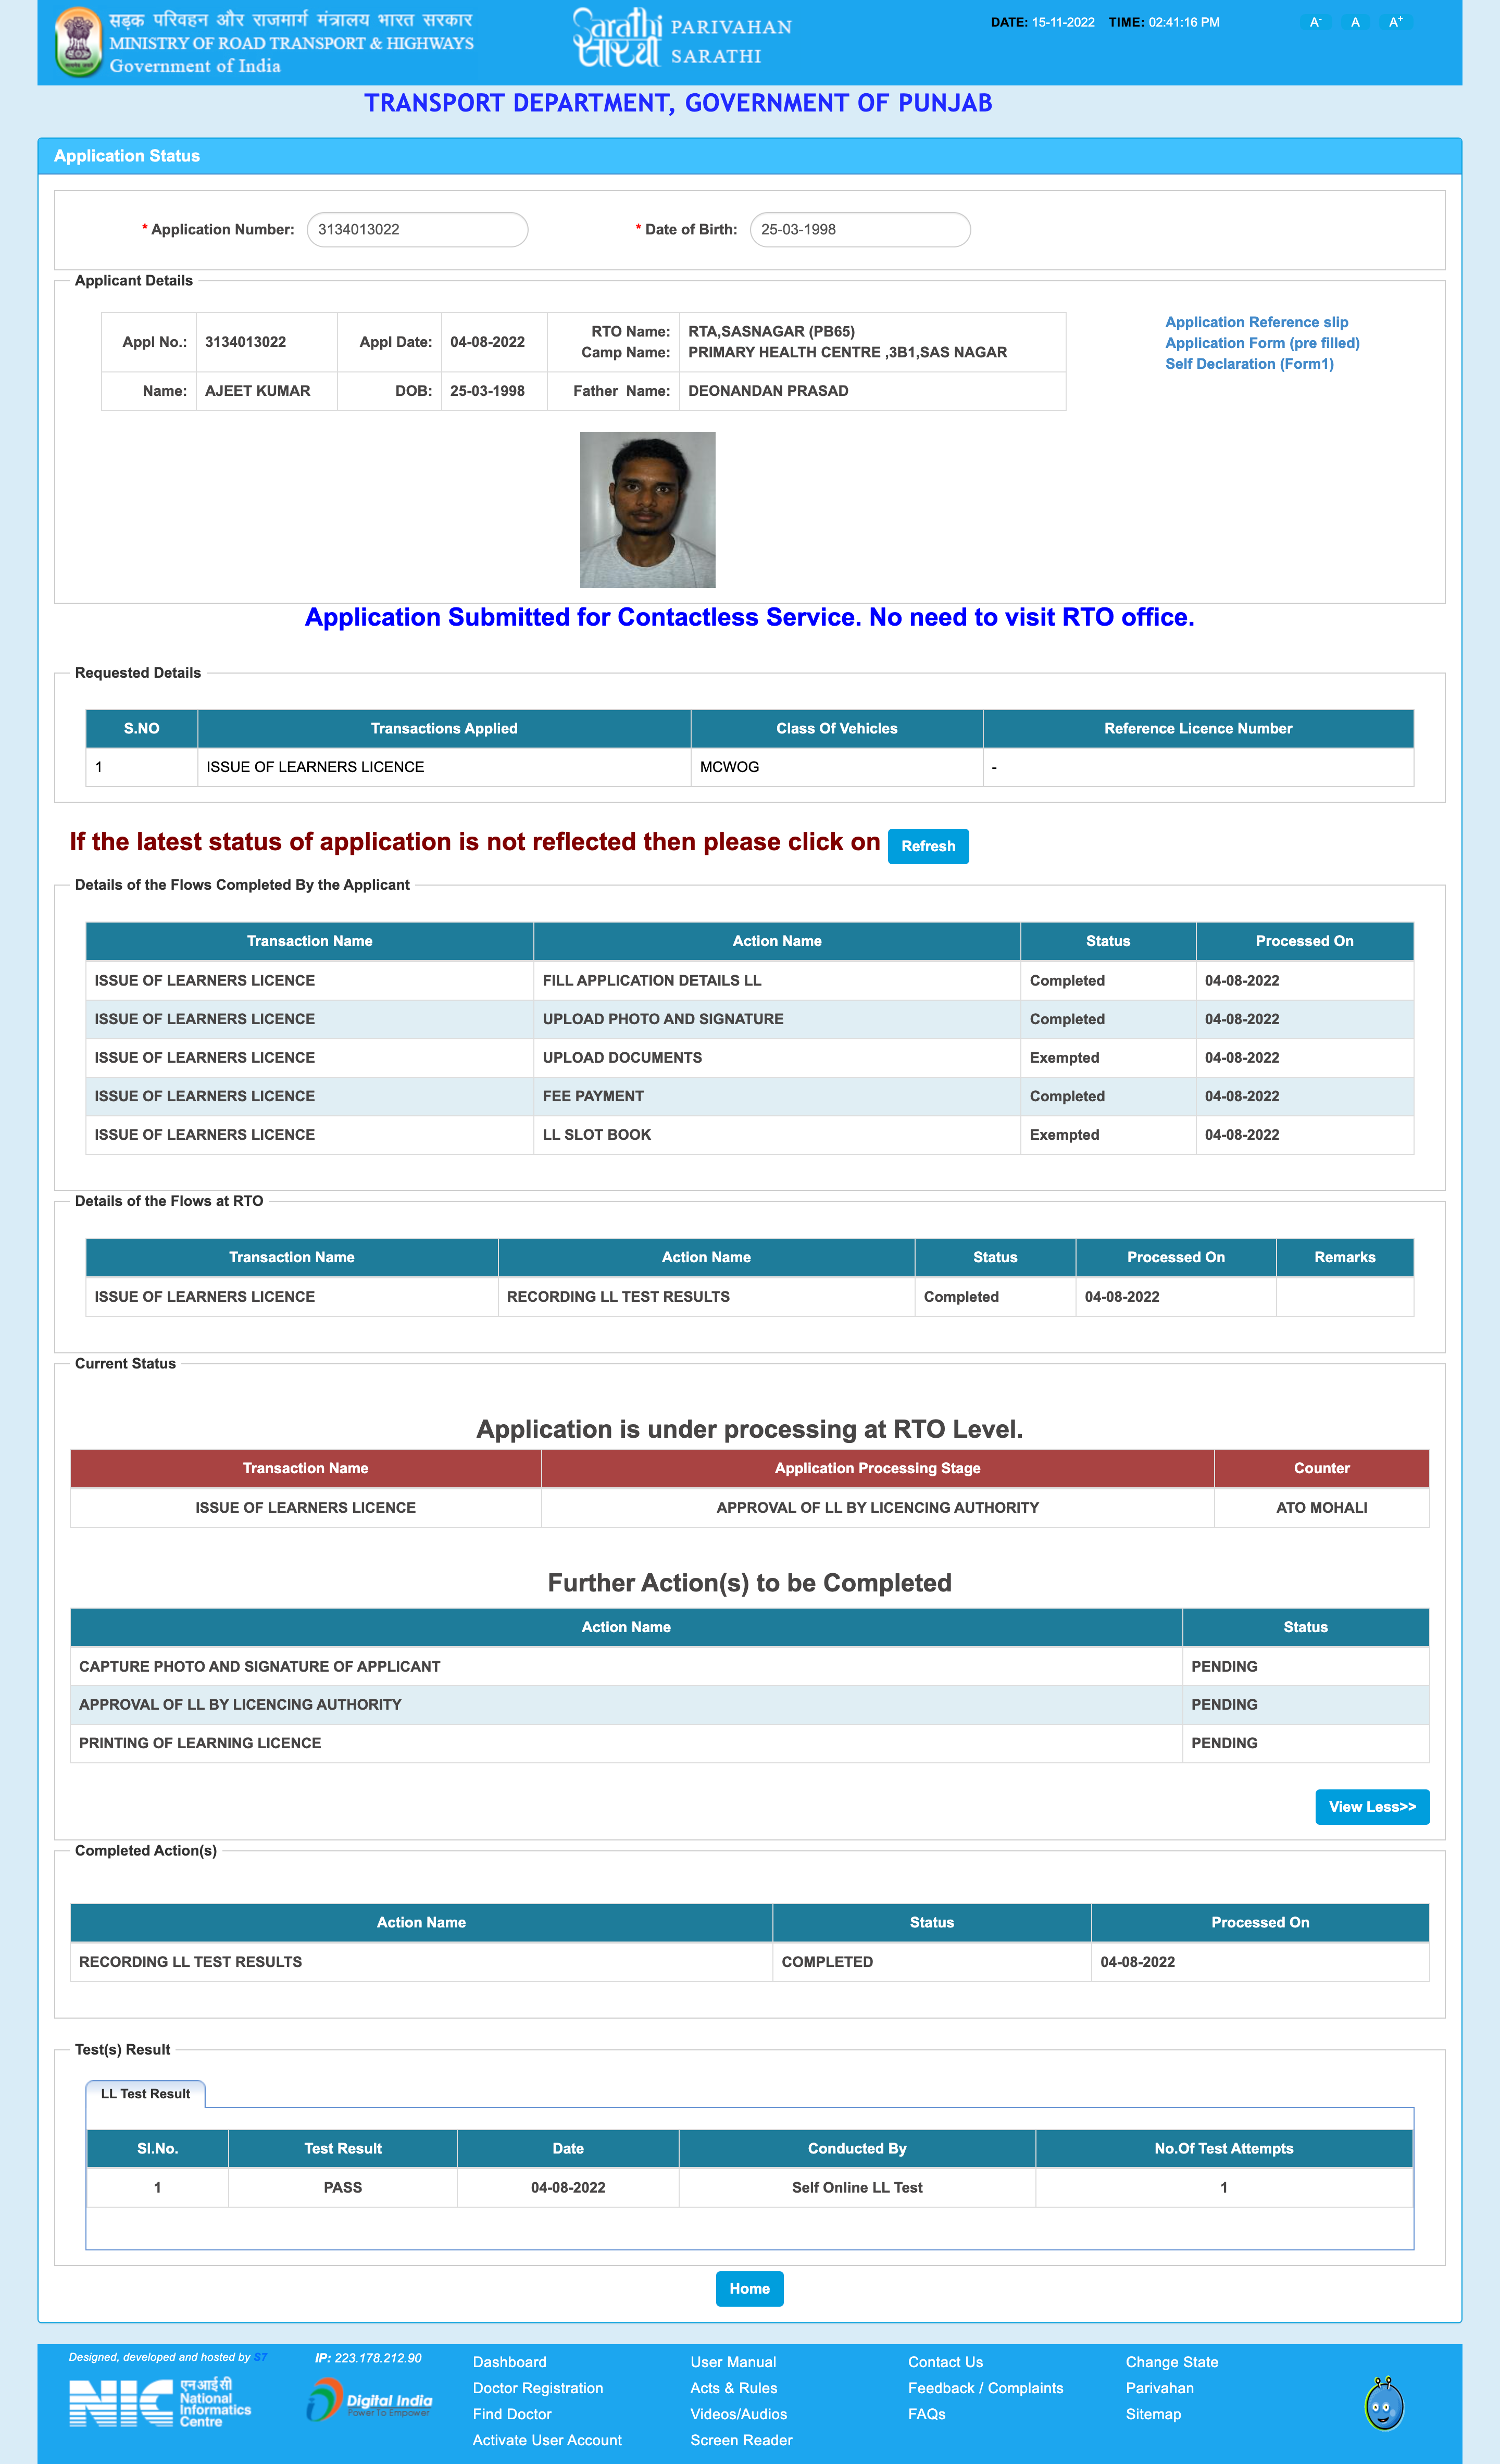 सड़क परिवहन और राजमार्ग मंत्रालय भारत सरकार
MINISTRY OF ROAD TRANSPORT & HIGHWAYS
Government of India
Sarathi
सारथी
PARIVAHAN
SARATHI
DATE: 15-11-2022 TIME: 02:41:16 PM
A- A A+
TRANSPORT DEPARTMENT, GOVERNMENT OF PUNJAB
Application Status
* Application Number: 3134013022 * Date of Birth: 25-03-1998
Applicant Details
Appl No.: 3134013022 Appl Date: 04-08-2022 RTO Name: RTA,SASNAGAR (PB65)
Camp Name: PRIMARY HEALTH CENTRE ,3B1,SAS NAGAR
Name: AJEET KUMAR DOB: 25-03-1998 Father Name: DEONANDAN PRASAD
Application Reference slip
Application Form (pre filled)
Self Declaration (Form1)
Application Submitted for Contactless Service. No need to visit RTO office.
Requested Details
S.NO Transactions Applied Class Of Vehicles Reference Licence Number
1 ISSUE OF LEARNERS LICENCE MCWOG -
If the latest status of application is not reflected then please click on Refresh
Details of the Flows Completed By the Applicant
Transaction Name Action Name Status Processed On
ISSUE OF LEARNERS LICENCE FILL APPLICATION DETAILS LL Completed 04-08-2022
ISSUE OF LEARNERS LICENCE UPLOAD PHOTO AND SIGNATURE Completed 04-08-2022
ISSUE OF LEARNERS LICENCE UPLOAD DOCUMENTS Exempted 04-08-2022
ISSUE OF LEARNERS LICENCE FEE PAYMENT Completed 04-08-2022
ISSUE OF LEARNERS LICENCE LL SLOT BOOK Exempted 04-08-2022
Details of the Flows at RTO
Transaction Name Action Name Status Processed On Remarks
ISSUE OF LEARNERS LICENCE RECORDING LL TEST RESULTS Completed 04-08-2022
Current Status
Application is under processing at RTO Level.
Transaction Name Application Processing Stage Counter
ISSUE OF LEARNERS LICENCE APPROVAL OF LL BY LICENCING AUTHORITY ATO MOHALI
Further Action(s) to be Completed
Action Name Status
CAPTURE PHOTO AND SIGNATURE OF APPLICANT PENDING
APPROVAL OF LL BY LICENCING AUTHORITY PENDING
PRINTING OF LEARNING LICENCE PENDING
View Less>>
Completed Action(s)
Action Name Status Processed On
RECORDING LL TEST RESULTS COMPLETED 04-08-2022
Test(s) Result
LL Test Result
Sl.No. Test Result Date Conducted By No.Of Test Attempts
1 PASS 04-08-2022 Self Online LL Test 1
Home
Designed, developed and hosted by S7 IP: 223.178.212.90
NIC एनआईसी
National
Informatics
Centre
Digital India
Power To Empower
Dashboard User Manual Contact Us Change State
Doctor Registration Acts & Rules Feedback / Complaints Parivahan
Find Doctor Videos/Audios FAQs Sitemap
Activate User Account Screen Reader